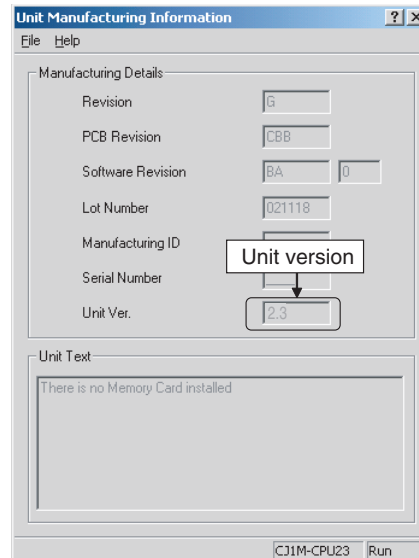 Unit Manufacturing Information
File Help
Manufacturing Details
Revision G
PCB Revision CBB
Software Revision BA 0
Lot Number 021118
Manufacturing ID
Unit version
Serial Number
Unit Ver. 2.3
Unit Text
There is no Memory Card installed
CJ1M-CPU23 Run